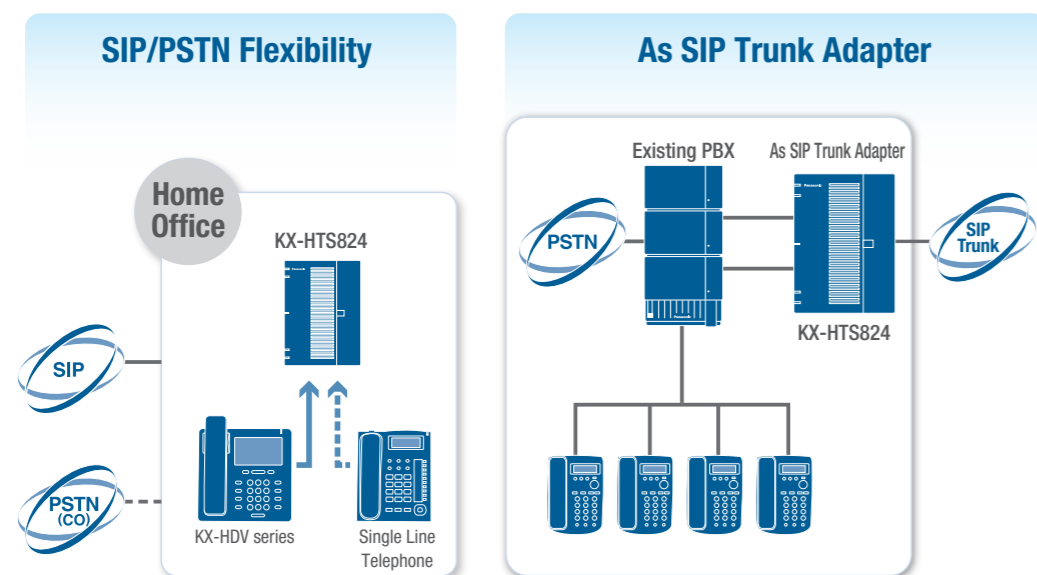 SIP/PSTN Flexibility
Home
Office
KX-HTS824
SIP
PSTN
(CO)
KX-HDV series
Single Line
Telephone
As SIP Trunk Adapter
Existing PBX
As SIP Trunk Adapter
PSTN
SIP
Trunk
KX-HTS824